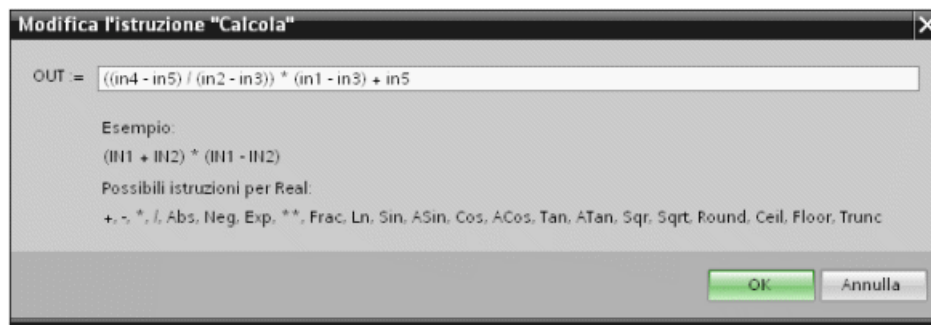 Modifica l'istruzione "Calcola"
OUT := ((in4 - in5) / (in2 - in3)) * (in1 - in3) + in5
Esempio:
(IN1 + IN2) * (IN1 - IN2)
Possibili istruzioni per Real:
+, -, *, /, Abs, Neg, Exp, **, Frac, Ln, Sin, ASin, Cos, ACos, Tan, ATan, Sqr, Sqrt, Round, Ceil, Floor, Trunc
OK Annulla